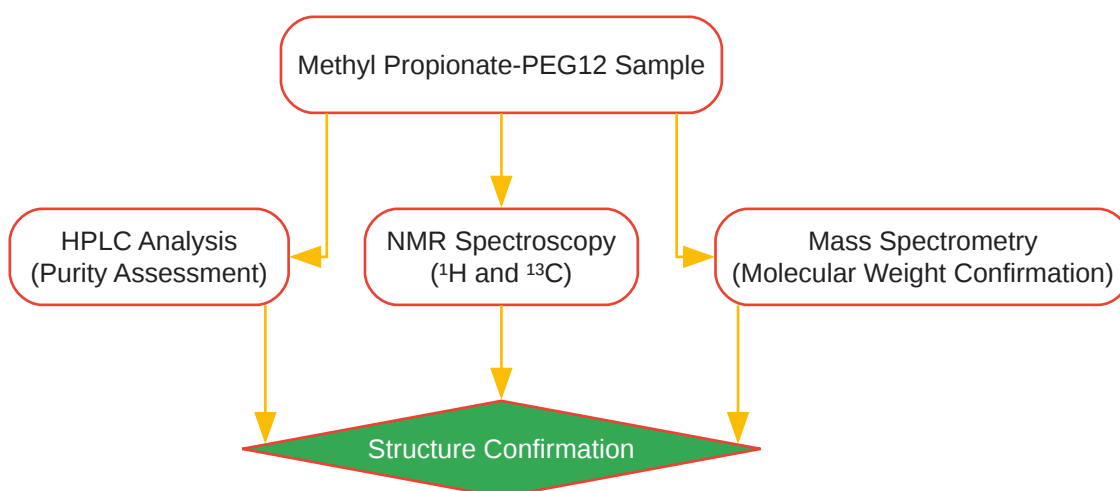 Methyl Propionate-PEG12 Sample
HPLC Analysis
(Purity Assessment)
NMR Spectroscopy
(¹H and ¹³C)
Mass Spectrometry
(Molecular Weight Confirmation)
Structure Confirmation